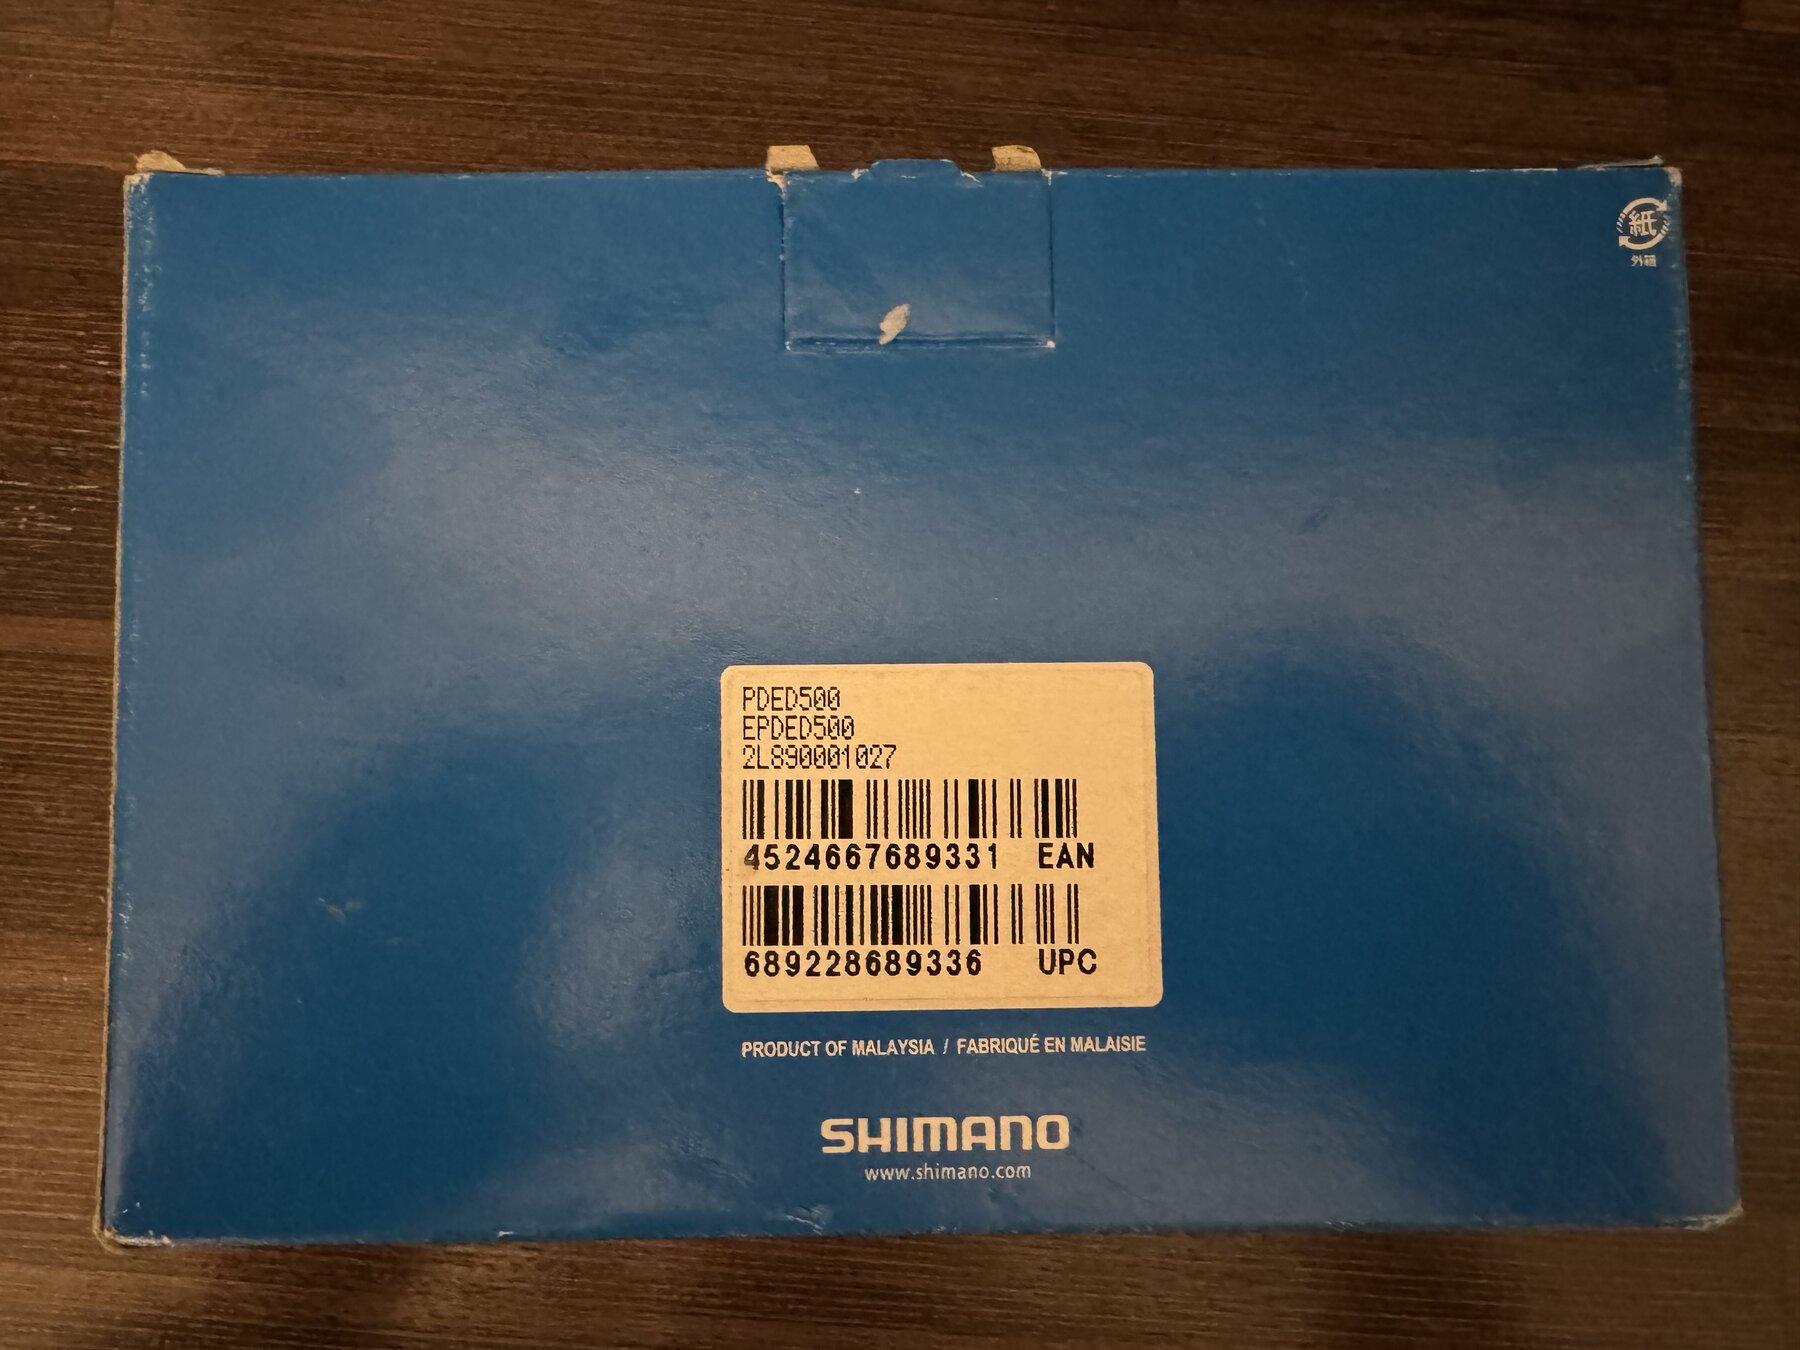 紙
外箱
PDED500
EPDED500
2L890001027
4524667689331 EAN
689228689336 UPC
PRODUCT OF MALAYSIA / FABRIQUÉ EN MALAISIE
SHIMANO
www.shimano.com